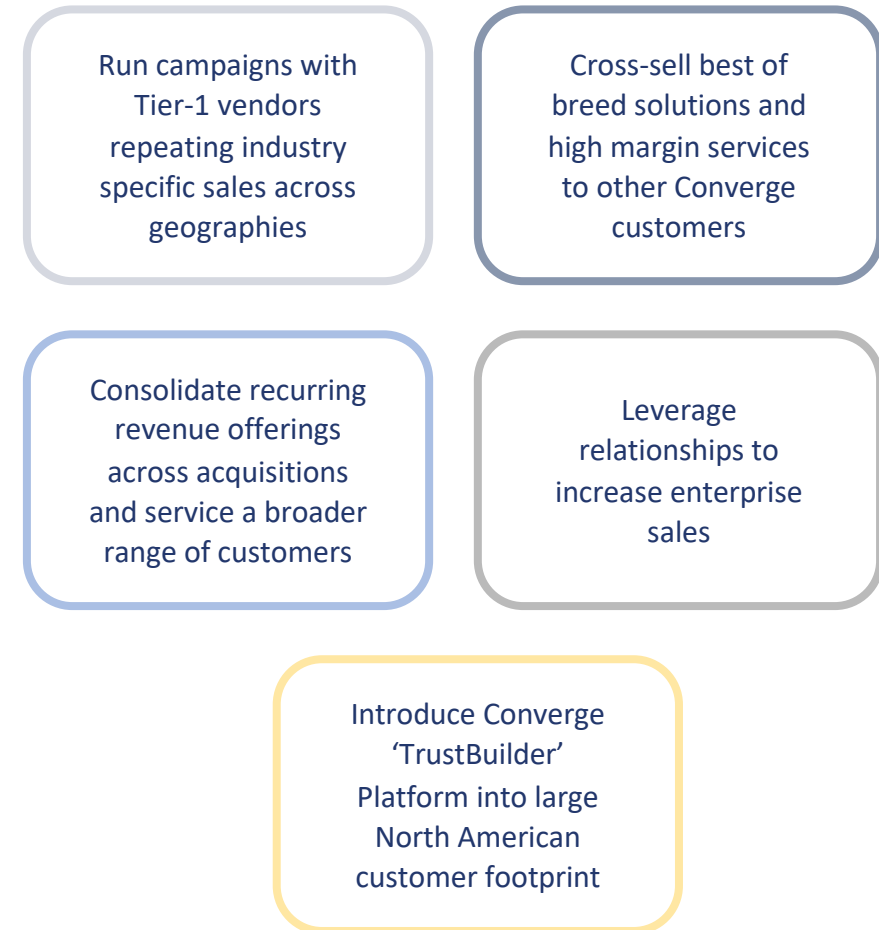 Run campaigns with
Tier-1 vendors
repeating industry
specific sales across
geographies
Cross-sell best of
breed solutions and
high margin services
to other Converge
customers
Consolidate recurring
revenue offerings
across acquisitions
and service a broader
range of customers
Leverage
relationships to
increase enterprise
sales
Introduce Converge
‘TrustBuilder’
Platform into large
North American
customer footprint